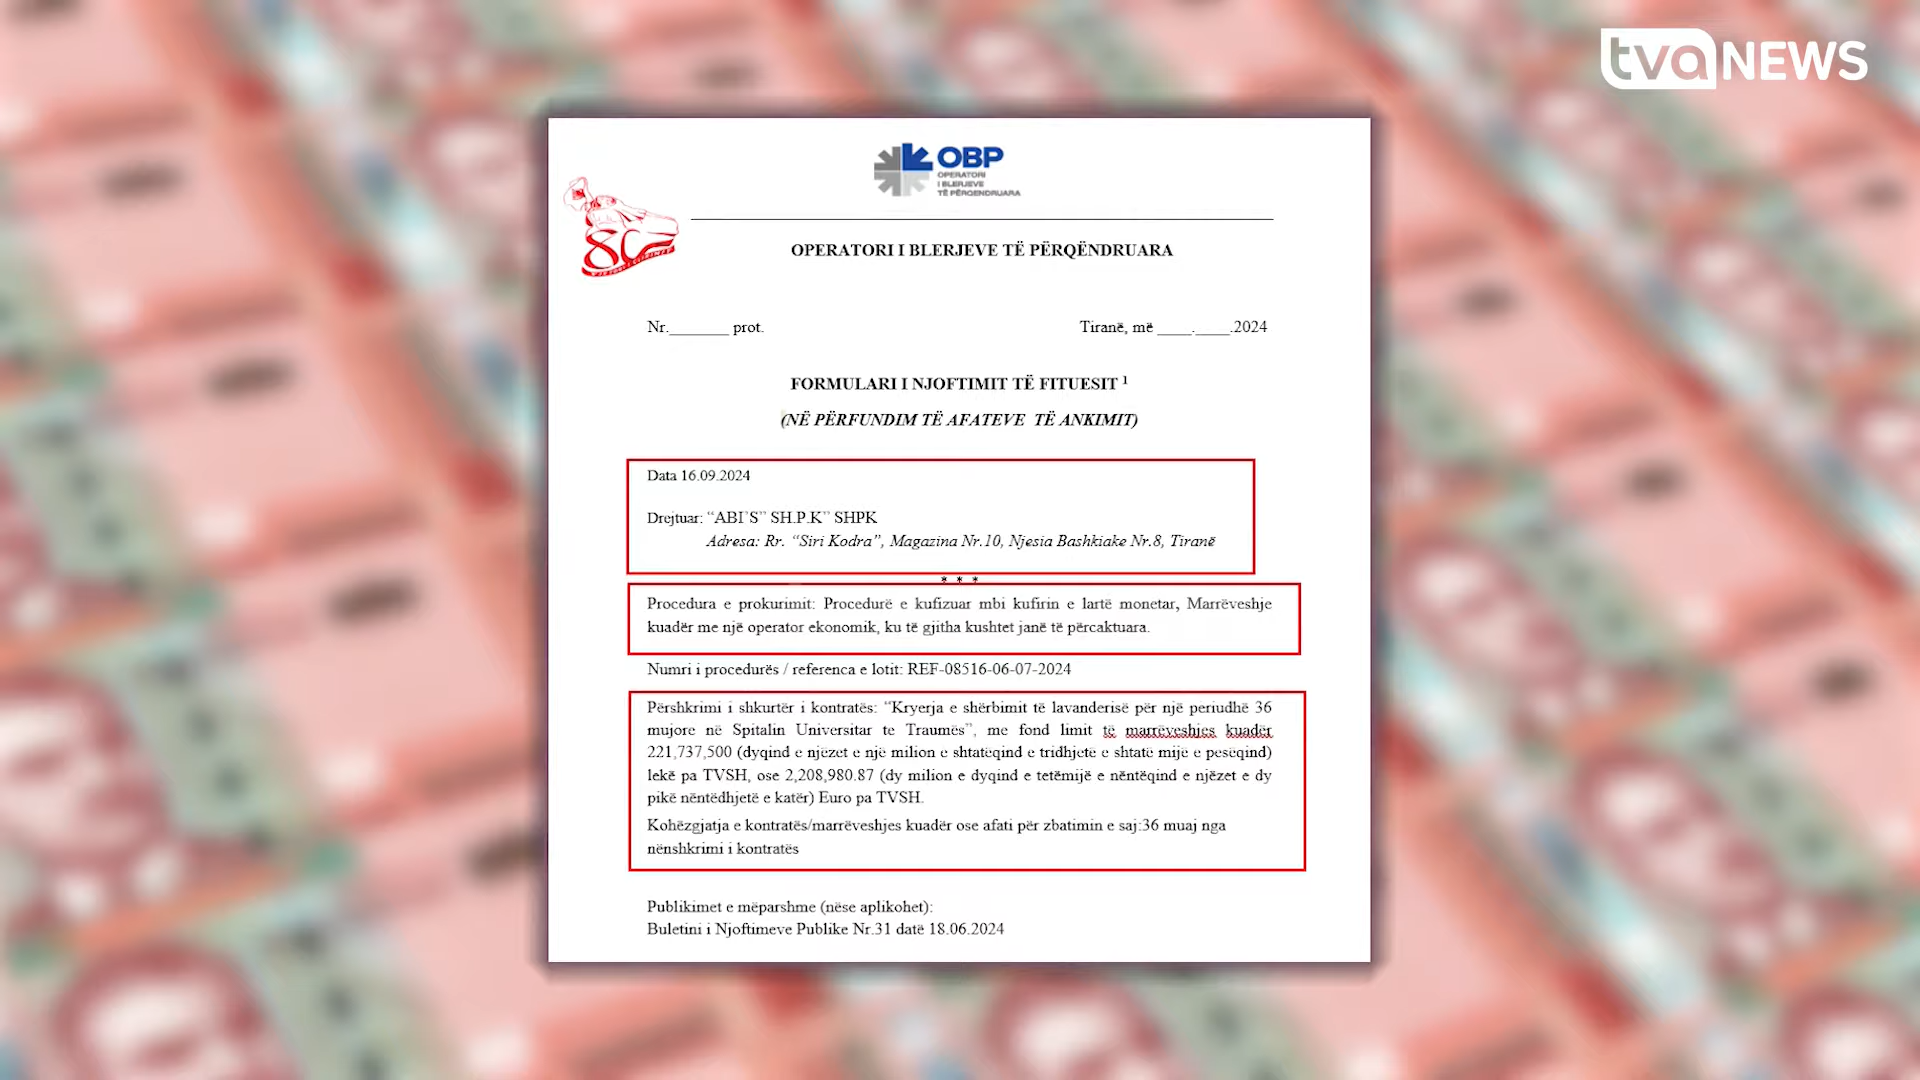 tva NEWS
OBP
OPERATORI
I BLERJEVE
TË PËRQENDRUARA
80
OPERATORI I BLERJEVE TË PËRQËNDRUARA
Nr._______ prot.
Tiranë, më ____.____.2024
FORMULARI I NJOFTIMIT TË FITUESIT 1
(NË PËRFUNDIM TË AFATEVE TË ANKIMIT)
Data 16.09.2024
Drejtuar: “ABI’S” SH.P.K” SHPK
Adresa: Rr. “Siri Kodra”, Magazina Nr.10, Njesia Bashkiake Nr.8, Tiranë
* * *
Procedura e prokurimit: Procedurë e kufizuar mbi kufirin e lartë monetar, Marrëveshje
kuadër me një operator ekonomik, ku të gjitha kushtet janë të përcaktuara.
Numri i procedurës / referenca e lotit: REF-08516-06-07-2024
Përshkrimi i shkurtër i kontratës: “Kryerja e shërbimit të lavanderisë për një periudhë 36
mujore në Spitalin Universitar te Traumës”, me fond limit të marrëveshjes kuadër
221,737,500 (dyqind e njëzet e një milion e shtatëqind e tridhjetë e shtatë mijë e pesëqind)
lekë pa TVSH, ose 2,208,980.87 (dy milion e dyqind e tetëmijë e nëntëqind e njëzet e dy
pikë nëntëdhjetë e katër) Euro pa TVSH.
Kohëzgjatja e kontratës/marrëveshjes kuadër ose afati për zbatimin e saj:36 muaj nga
nënshkrimi i kontratës
Publikimet e mëparshme (nëse aplikohet):
Buletini i Njoftimeve Publike Nr.31 datë 18.06.2024